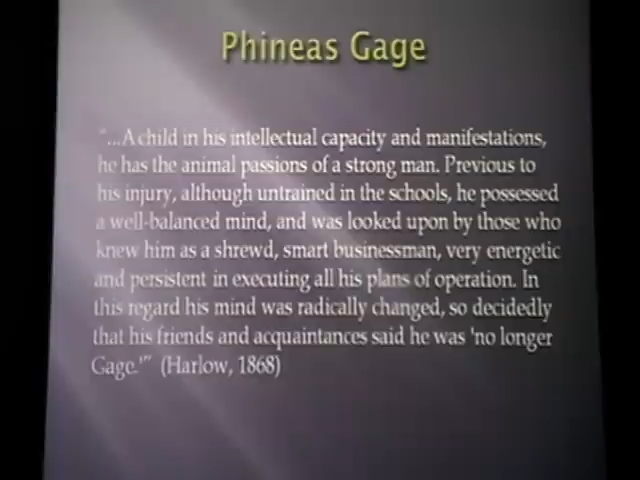 Phineas Gage
"...A child in his intellectual capacity and manifestations,
he has the animal passions of a strong man. Previous to
his injury, although untrained in the schools, he possessed
a well-balanced mind, and was looked upon by those who
knew him as a shrewd, smart businessman, very energetic
and persistent in executing all his plans of operation. In
this regard his mind was radically changed, so decidedly
that his friends and acquaintances said he was 'no longer
Gage.'" (Harlow, 1868)